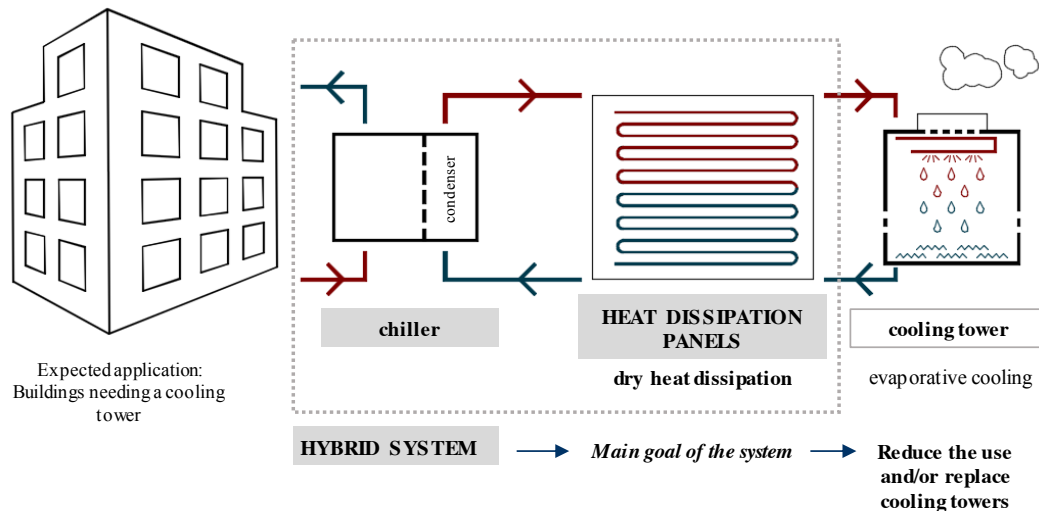 condenser
chiller
HEAT DISSIPATION
PANELS
dry heat dissipation
cooling tower
evaporative cooling
Expected application:
Buildings needing a cooling
tower
HYBRID SYSTEM
Main goal of the system
Reduce the use
and/or replace
cooling towers